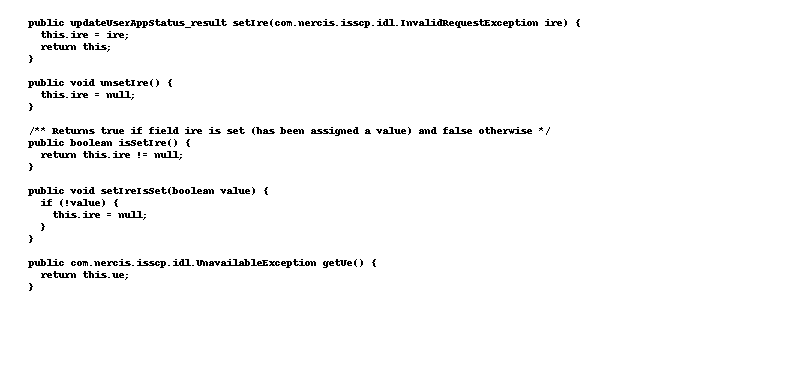 public updateUserAppStatus_result setIre(com.nercis.isscp.idl.InvalidRequestException ire) {
  this.ire = ire;
  return this;
}

public void unsetIre() {
  this.ire = null;
}

/** Returns true if field ire is set (has been assigned a value) and false otherwise */
public boolean isSetIre() {
  return this.ire != null;
}

public void setIreIsSet(boolean value) {
  if (!value) {
    this.ire = null;
  }
}

public com.nercis.isscp.idl.UnavailableException getUe() {
  return this.ue;
}